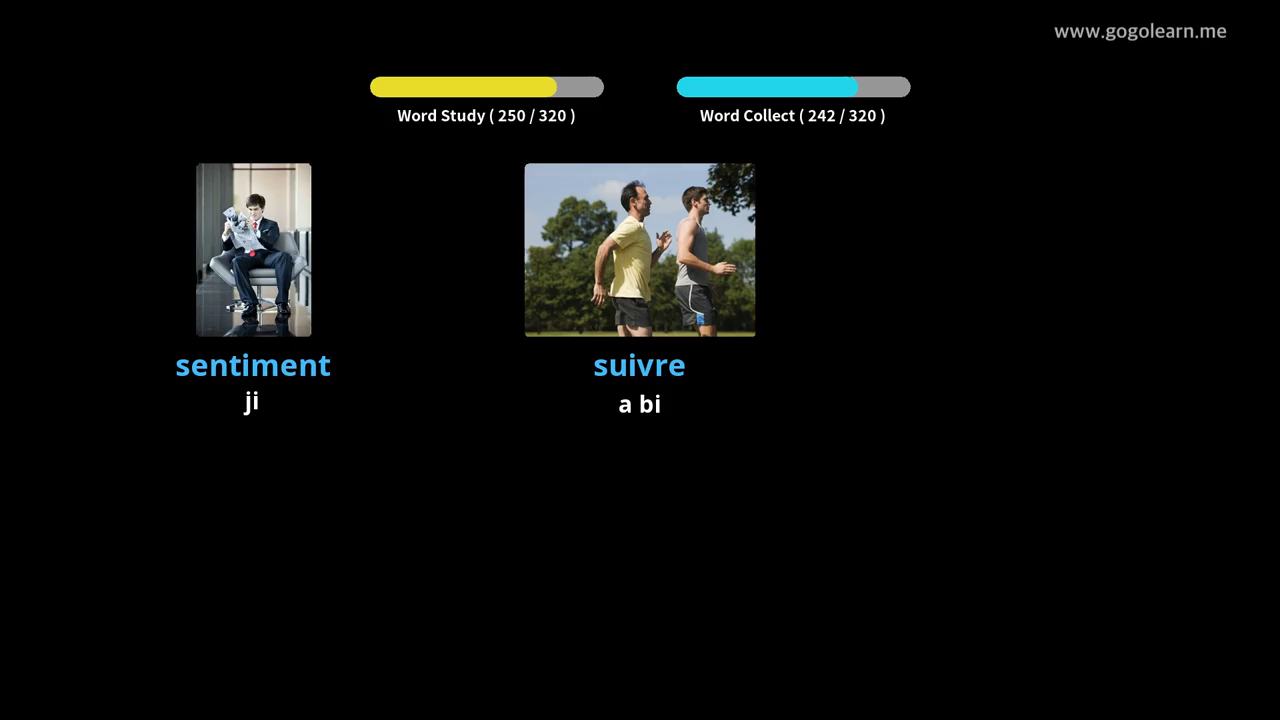 www.gogolearn.me
Word Study ( 250 / 320 )
Word Collect ( 242 / 320 )
sentiment
ji
suivre
a bi